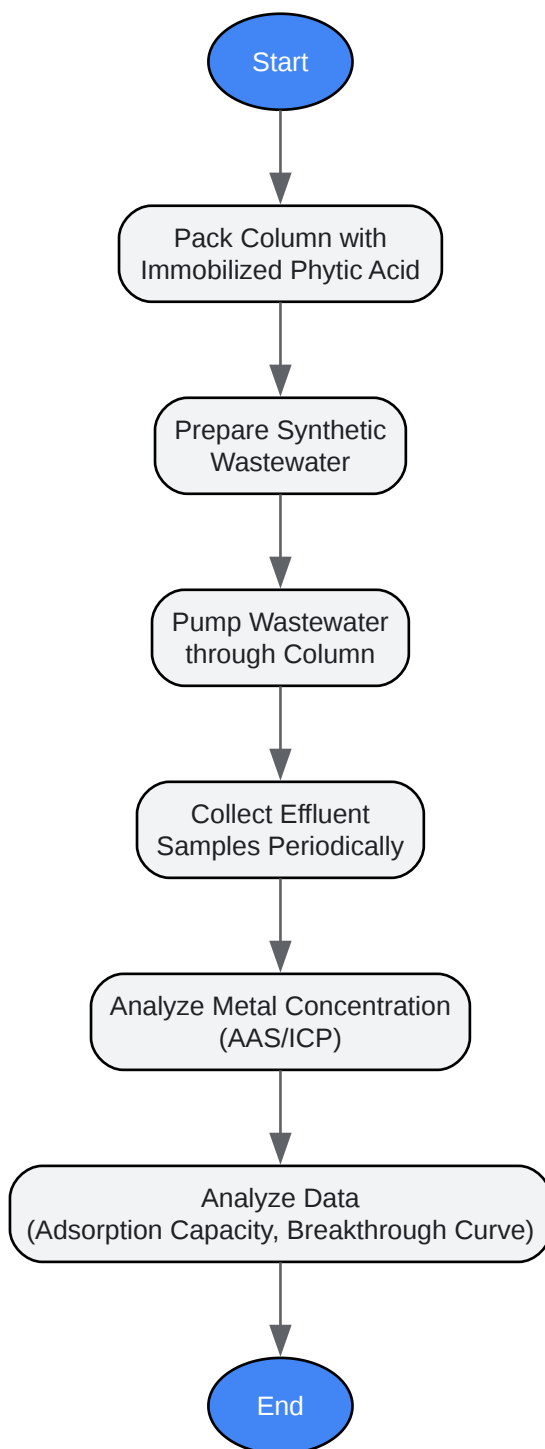 Start
Pack Column with
Immobilized Phytic Acid
Prepare Synthetic
Wastewater
Pump Wastewater
through Column
Collect Effluent
Samples Periodically
Analyze Metal Concentration
(AAS/ICP)
Analyze Data
(Adsorption Capacity, Breakthrough Curve)
End